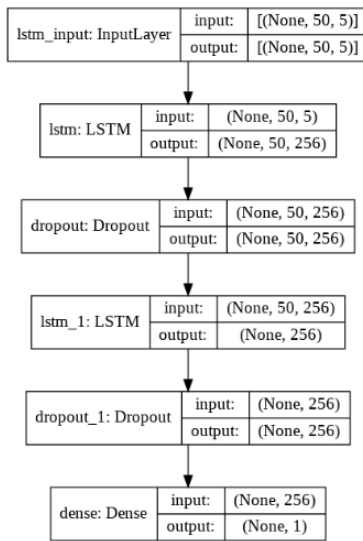 lstm_input: InputLayer
input: [(None, 50, 5)]
output: [(None, 50, 5)]
lstm: LSTM
input: (None, 50, 5)
output: (None, 50, 256)
dropout: Dropout
input: (None, 50, 256)
output: (None, 50, 256)
lstm_1: LSTM
input: (None, 50, 256)
output: (None, 256)
dropout_1: Dropout
input: (None, 256)
output: (None, 256)
dense: Dense
input: (None, 256)
output: (None, 1)